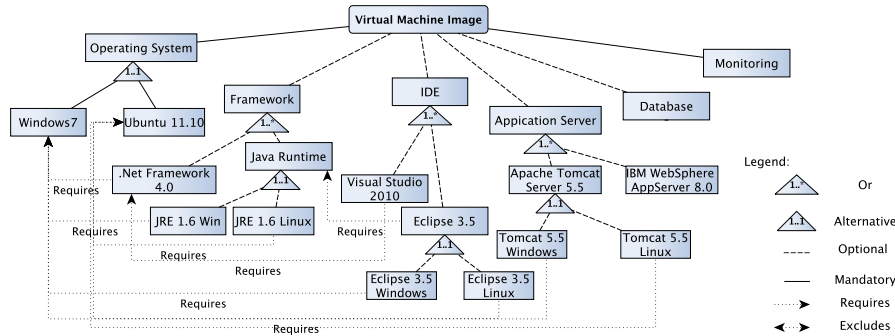 Virtual Machine Image
Operating System
Monitoring
1..1
Framework
IDE
Database
Windows7
Ubuntu 11.10
1..*
1..*
Appication Server
1..*
Java Runtime
Legend:
.Net Framework
4.0
1..1
Visual Studio
2010
Apache Tomcat
Server 5.5
IBM WebSphere
AppServer 8.0
1..*
Or
Requires
JRE 1.6 Win
JRE 1.6 Linux
Eclipse 3.5
1..1
1..1
Alternative
Requires
Requires
1..1
Tomcat 5.5
Windows
Tomcat 5.5
Linux
Optional
Requires
Requires
Eclipse 3.5
Windows
Eclipse 3.5
Linux
Mandatory
Requires
Requires
Requires
Excludes